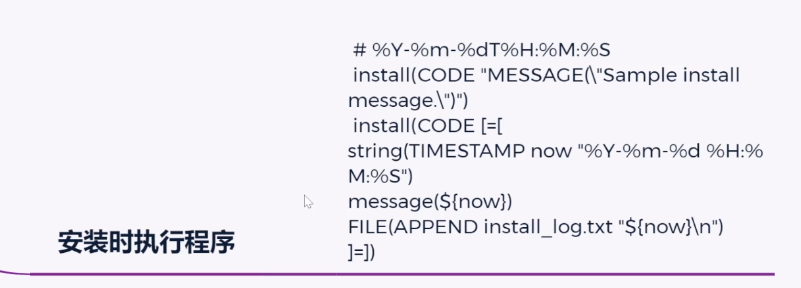 # %Y-%m-%dT%H:%M:%S
install(CODE "MESSAGE(\"Sample install
message.\")")
install(CODE [=[
string(TIMESTAMP now "%Y-%m-%d %H:%
M:%S")
message(${now})
FILE(APPEND install_log.txt "${now}\n")
]=])
安装时执行程序